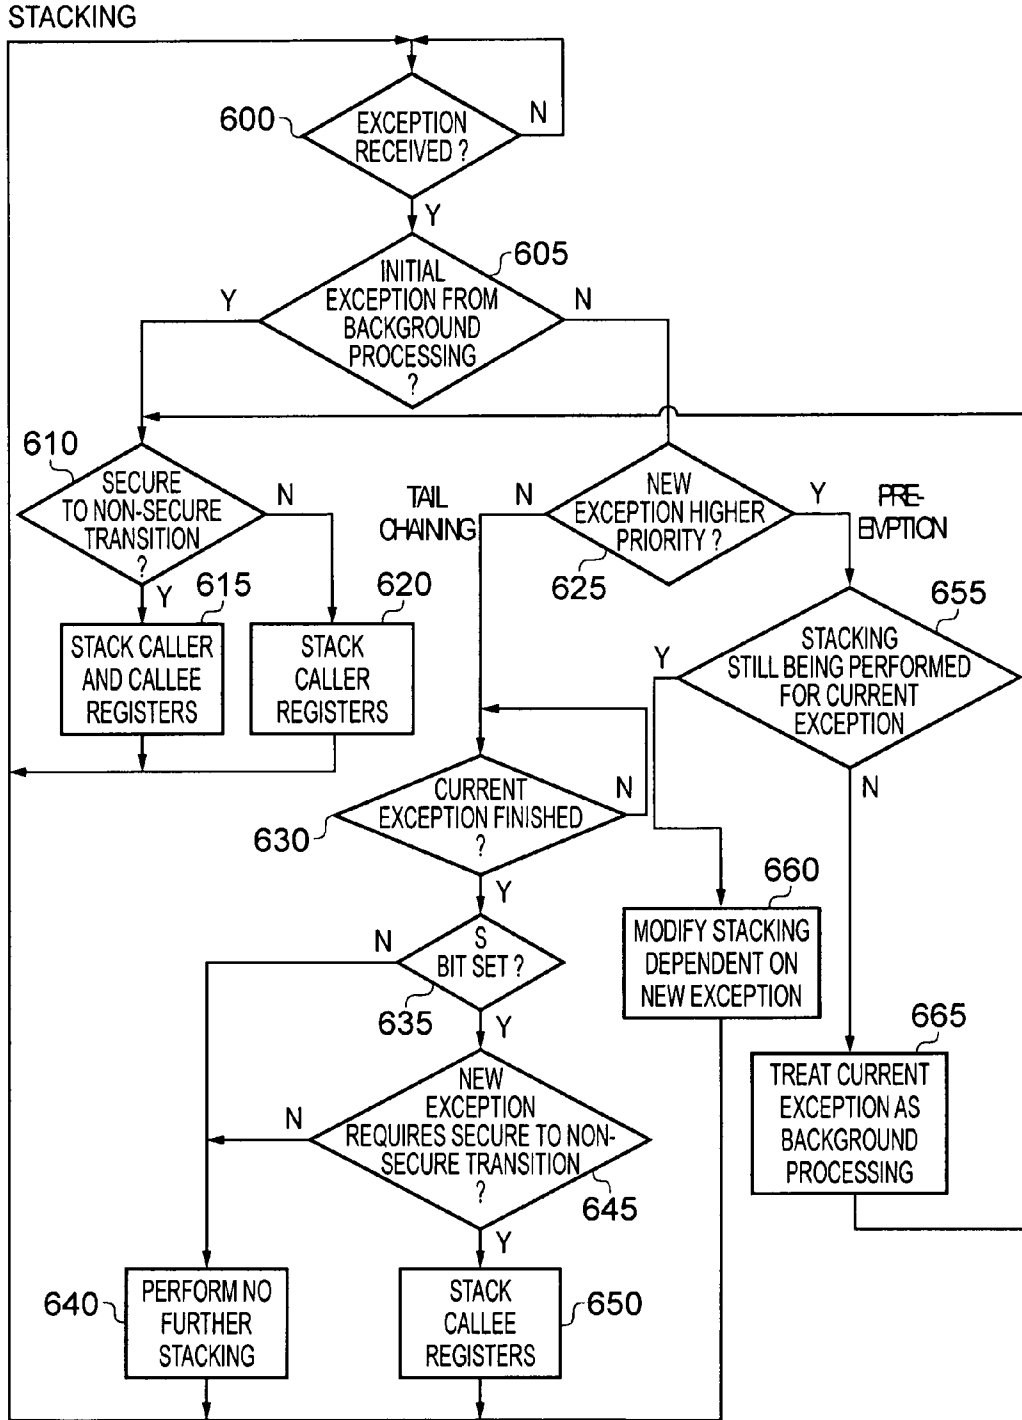 STACKING
600
EXCEPTION
RECEIVED ?
N
Y
605
INITIAL
EXCEPTION FROM
BACKGROUND
PROCESSING
?
Y
N
610
SECURE
TO NON-SECURE
TRANSITION
?
N
Y
615
STACK CALLER
AND CALLEE
REGISTERS
620
STACK
CALLER
REGISTERS
TAIL
CHAINING
N
NEW
EXCEPTION HIGHER
PRIORITY ?
625
Y
PRE-
EMPTION
655
STACKING
STILL BEING PERFORMED
FOR CURRENT
EXCEPTION
Y
N
CURRENT
EXCEPTION FINISHED
?
630
N
Y
660
MODIFY STACKING
DEPENDENT ON
NEW EXCEPTION
S
BIT SET ?
635
N
Y
665
TREAT CURRENT
EXCEPTION AS
BACKGROUND
PROCESSING
NEW
EXCEPTION
REQUIRES SECURE TO NON-
SECURE TRANSITION
?
645
N
Y
640
PERFORM NO
FURTHER
STACKING
STACK
CALLEE
REGISTERS
650